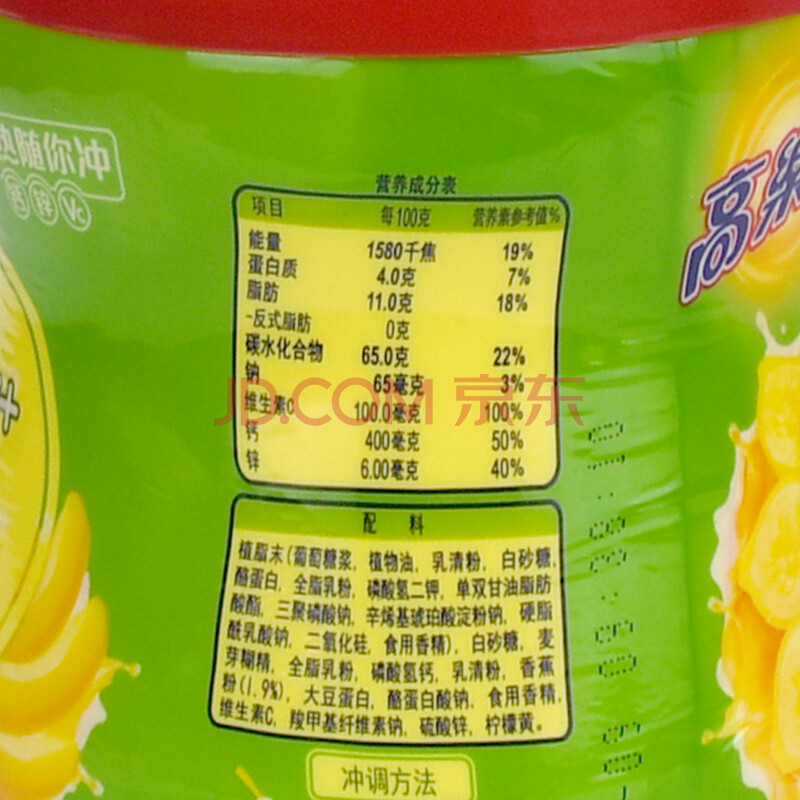 热随你冲
钙 锌 Vc
高果
营养成分表
项目 每100克 营养素参考值%
能量 1580千焦 19%
蛋白质 4.0克 7%
脂肪 11.0克 18%
-反式脂肪 0克
碳水化合物 65.0克 22%
钠 65毫克 3%
维生素C 100.0毫克 100%
钙 400毫克 50%
锌 6.00毫克 40%
JD.COM 京东
配 料
植脂末(葡萄糖浆, 植物油, 乳清粉, 白砂糖,
酪蛋白, 全脂乳粉, 磷酸氢二钾, 单双甘油脂肪
酸酯, 三聚磷酸钠, 辛烯基琥珀酸淀粉钠, 硬脂
酰乳酸钠, 二氧化硅, 食用香精), 白砂糖, 麦
芽糊精, 全脂乳粉, 磷酸氢钙, 乳清粉, 香蕉
粉(1.9%), 大豆蛋白, 酪蛋白酸钠, 食用香精,
维生素C, 羧甲基纤维素钠, 硫酸锌, 柠檬黄。
冲调方法